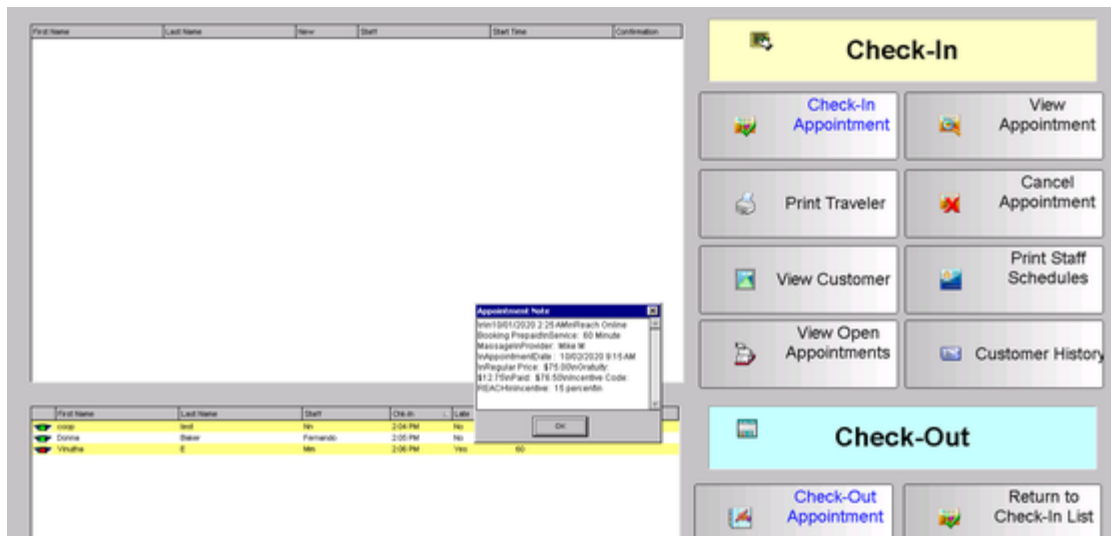 First Name Last Name New Staff Start Time Confirmation
Check-In
Check-In Appointment
View Appointment
Print Traveler
Cancel Appointment
View Customer
Print Staff Schedules
View Open Appointments
Customer History
Appointment Note
\n\n10/01/2020 2:25 AM\nReach Online
Booking Prepaid\nService: 60 Minute
Massage\nProvider: Mike M
\nAppointmentDate : 10/02/2020 9:15 AM
\nRegular Price: $75.00\nGratuity:
$12.75\nPaid: $76.50\nIncentive Code:
REACH\nIncentive: 15 percent\n
OK
First Name Last Name Staff Chk-In Late
coop test 2:04 PM No
Donna Baker Fernando 2:05 PM No
Vinutha E Mm 2:06 PM Yes 60
Check-Out
Check-Out Appointment
Return to Check-In List